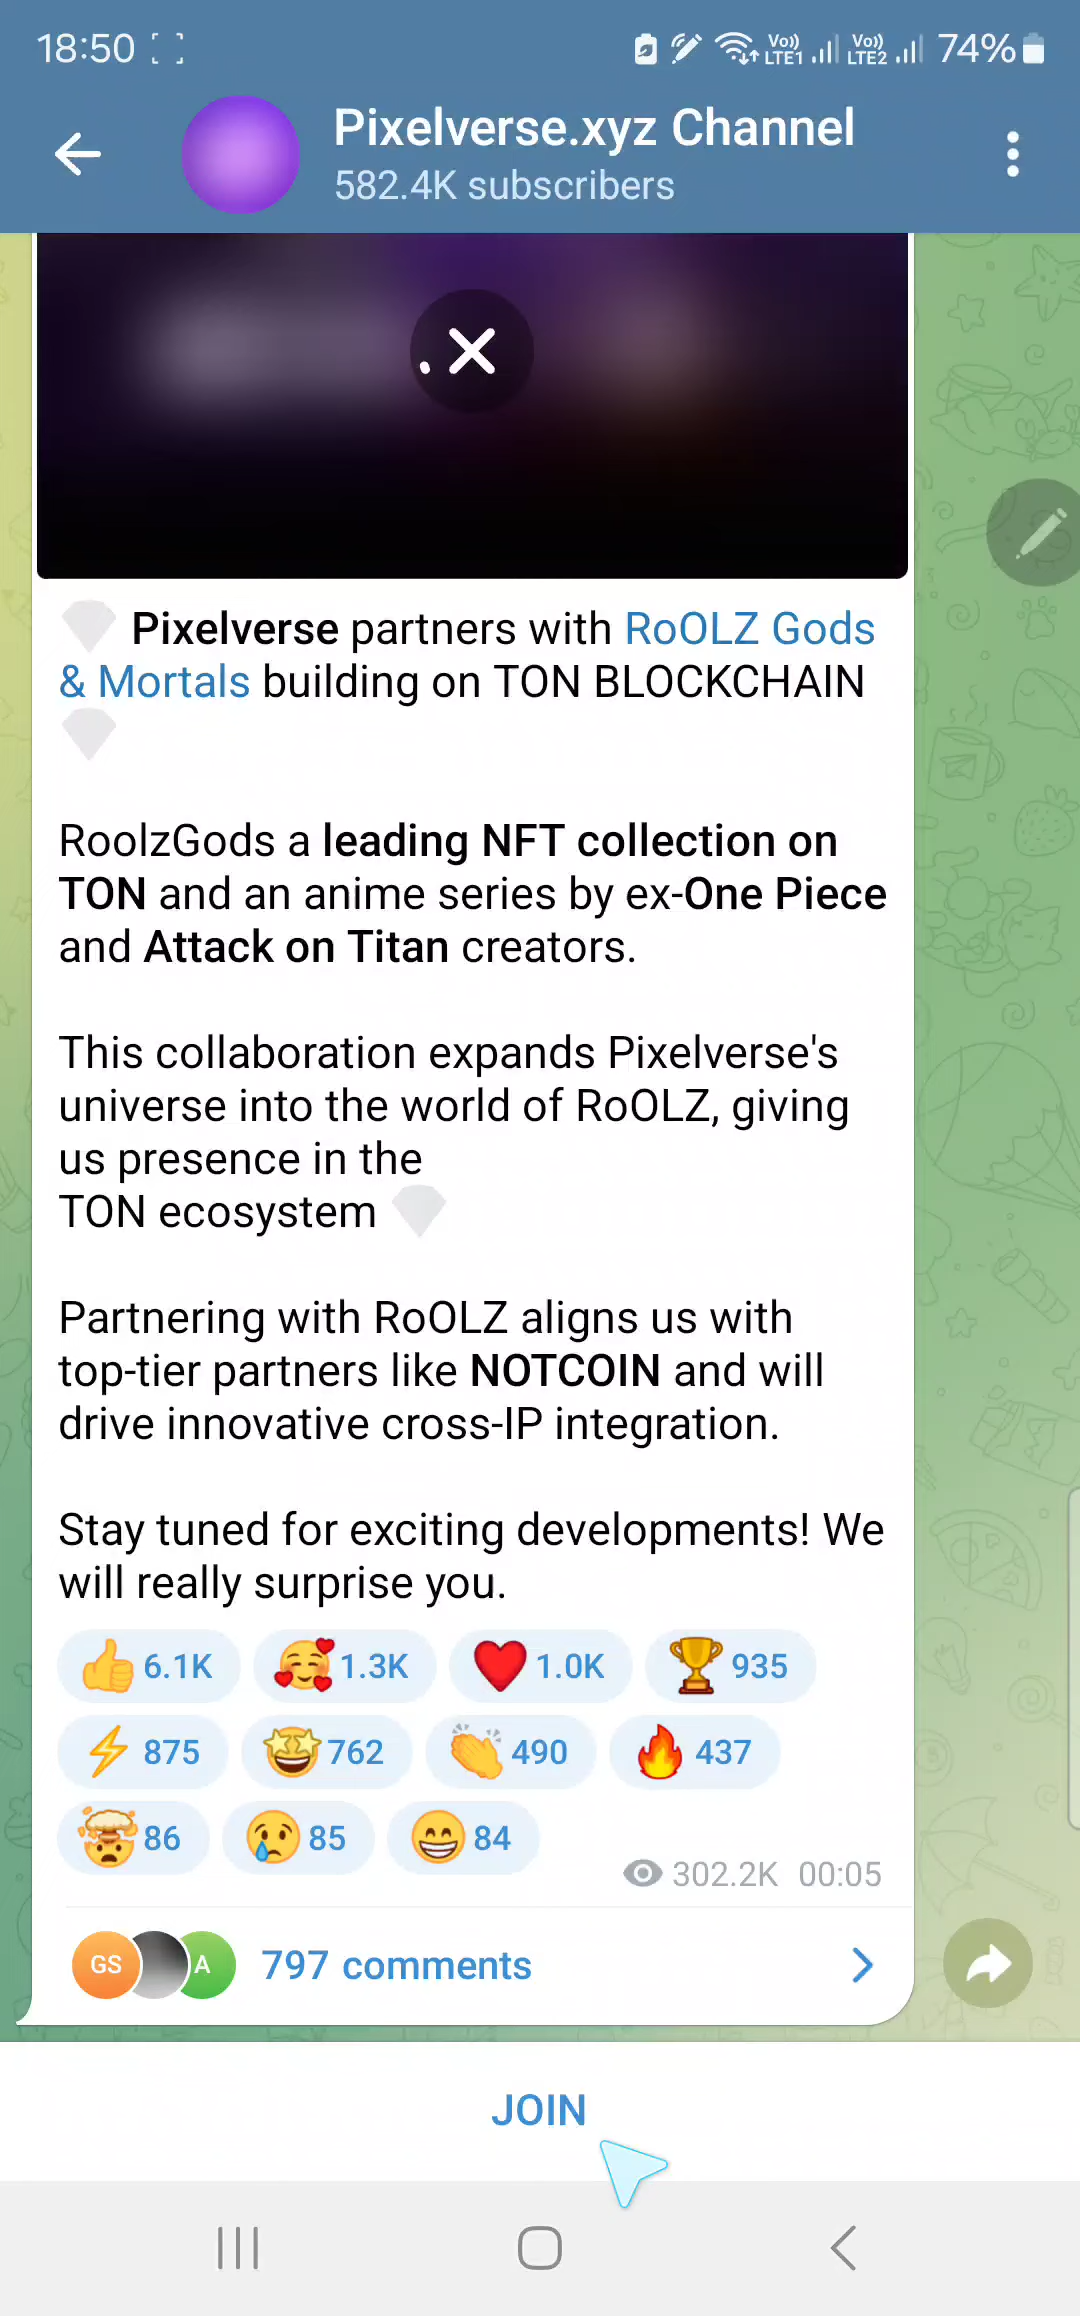 18:50
Vo)) LTE1
Vo)) LTE2
74%
Pixelverse.xyz Channel
582.4K subscribers
Pixelverse partners with RoOLZ Gods
& Mortals building on TON BLOCKCHAIN
RoolzGods a leading NFT collection on
TON and an anime series by ex-One Piece
and Attack on Titan creators.
This collaboration expands Pixelverse's
universe into the world of RoOLZ, giving
us presence in the
TON ecosystem
Partnering with RoOLZ aligns us with
top-tier partners like NOTCOIN and will
drive innovative cross-IP integration.
Stay tuned for exciting developments! We
will really surprise you.
6.1K 1.3K 1.0K 935
875 762 490 437
86 85 84
302.2K 00:05
GS A 797 comments
JOIN